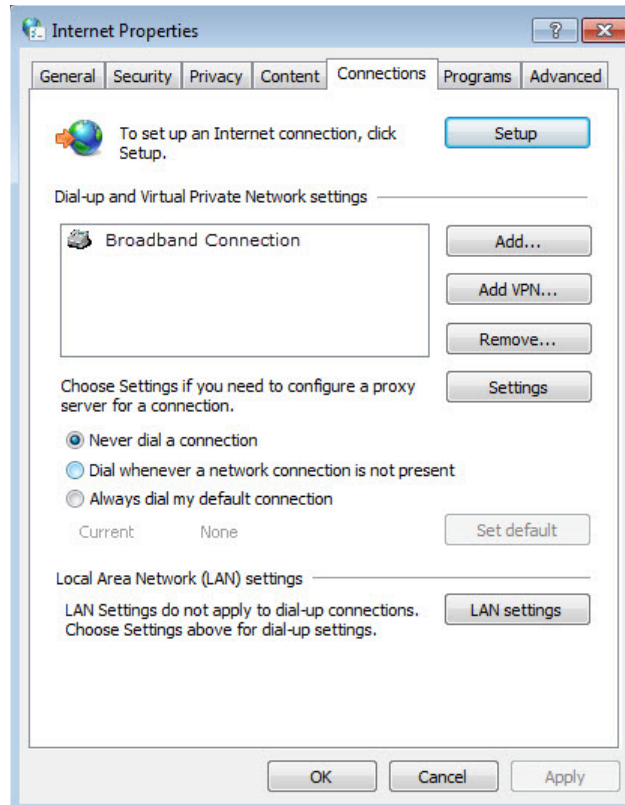 Internet Properties
General Security Privacy Content Connections Programs Advanced
To set up an Internet connection, click
Setup.
Setup
Dial-up and Virtual Private Network settings
Broadband Connection
Add...
Add VPN...
Remove...
Choose Settings if you need to configure a proxy
server for a connection.
Settings
Never dial a connection
Dial whenever a network connection is not present
Always dial my default connection
Current None
Set default
Local Area Network (LAN) settings
LAN Settings do not apply to dial-up connections.
Choose Settings above for dial-up settings.
LAN settings
OK Cancel Apply